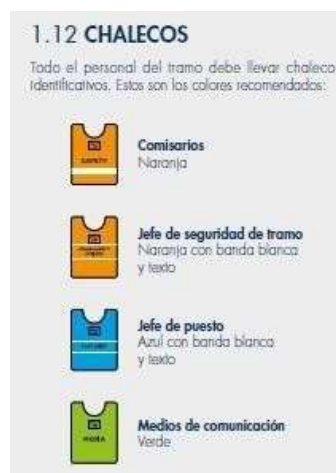 1.12 CHALECOS
Todo el personal del tramo debe llevar chaleco
identificativos. Estos son los colores recomendados:
SAFETY
Comisarios
Naranja
Jefe de seguridad de tramo
Naranja con banda blanca
y texto
Jefe de puesto
Azul con banda blanca
y texto
MEDIA
Medios de comunicación
Verde